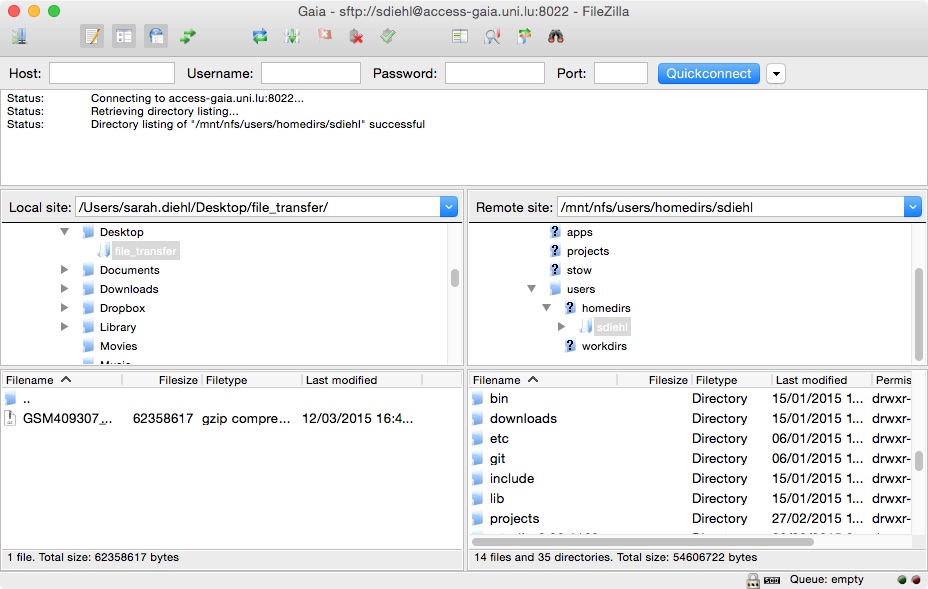 Gaia - sftp://sdiehl@access-gaia.uni.lu:8022 - FileZilla
Host: Username: Password: Port: Quickconnect
Status: Connecting to access-gaia.uni.lu:8022...
Status: Retrieving directory listing...
Status: Directory listing of "/mnt/nfs/users/homedirs/sdiehl" successful
Local site: /Users/sarah.diehl/Desktop/file_transfer/
Desktop
file_transfer
Documents
Downloads
Dropbox
Library
Movies
Music
Remote site: /mnt/nfs/users/homedirs/sdiehl
? apps
? projects
? stow
users
? homedirs
sdiehl
? workdirs
Filename Filesize Filetype Last modified
..
GSM409307_... 62358617 gzip compre... 12/03/2015 16:4...
1 file. Total size: 62358617 bytes
Filename Filesize Filetype Last modified Permis
bin Directory 15/01/2015 1... drwxr-
downloads Directory 15/01/2015 1... drwxr-
etc Directory 06/01/2015 1... drwxr-
git Directory 06/01/2015 1... drwxr-
include Directory 15/01/2015 1... drwxr-
lib Directory 15/01/2015 1... drwxr-
projects Directory 27/02/2015 1... drwxr-
14 files and 35 directories. Total size: 54606722 bytes
Queue: empty